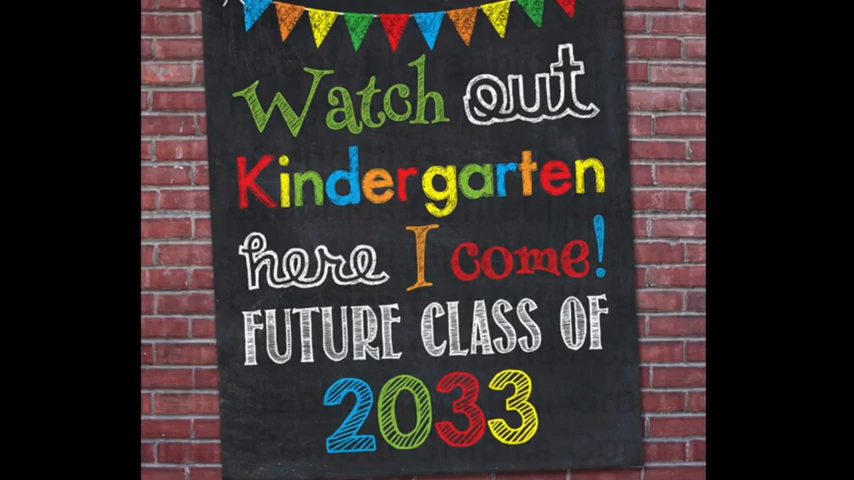 Watch out
Kindergarten
here I come!
FUTURE CLASS OF
2033